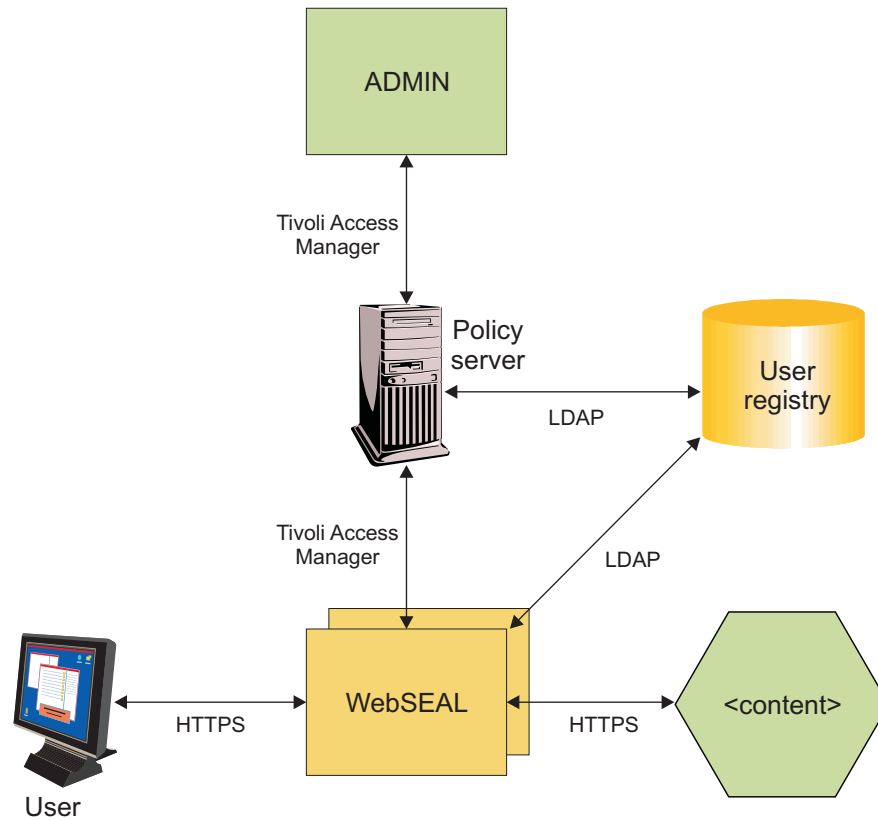 ADMIN
Tivoli Access
Manager
Policy
server
User
registry
LDAP
Tivoli Access
Manager
LDAP
WebSEAL
<content>
HTTPS
HTTPS
User